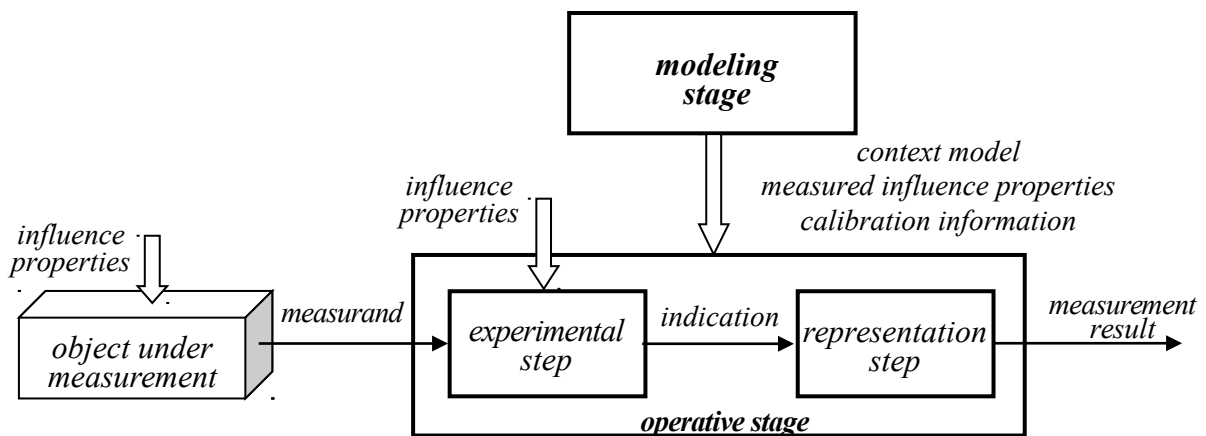 modeling
stage
context model
measured influence properties
calibration information
influence
properties
influence
properties
object under
measurement
measurand
experimental
step
indication
representation
step
measurement
result
operative stage